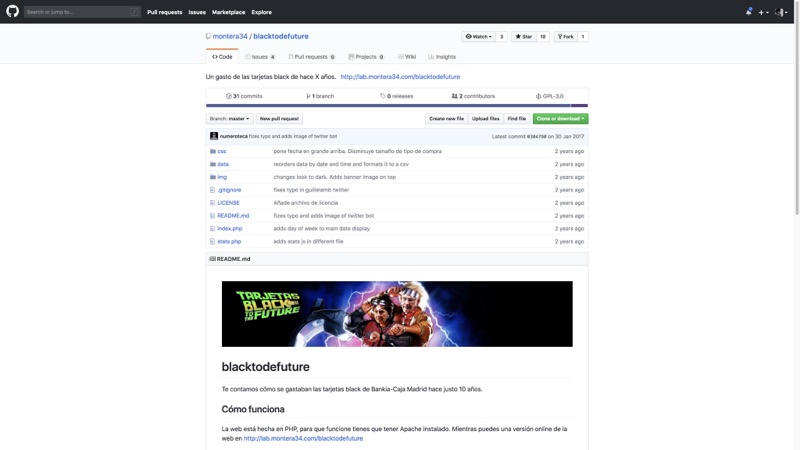 Search or jump to... / Pull requests Issues Marketplace Explore
montera34 / blacktodefuture Watch 3 Star 18 Fork 1
Code Issues 4 Pull requests 0 Projects 0 Wiki Insights
Un gasto de las tarjetas black de hace X años. http://lab.montera34.com/blacktodefuture
31 commits 1 branch 0 releases 2 contributors GPL-3.0
Branch: master New pull request Create new file Upload files Find file Clone or download
numeroteca fixes typo and adds image of twitter bot Latest commit on 30 Jan 2017
css pone fecha en grande arriba. Disminuye tamaño de tipo de compra 2 years ago
data reorders data by date and time and formats it to a csv 2 years ago
img changes look to dark. Adds banner image on top 2 years ago
.gitignore fixes typo in guillelamb twitter 2 years ago
LICENSE Añade archivo de licencia 2 years ago
README.md fixes typo and adds image of twitter bot 2 years ago
index.php adds day of week to main date display 2 years ago
stats.php adds stats js in different file 2 years ago
README.md
TARJETAS
BLACK TO
THE FUTURE
blacktodefuture
Te contamos cómo se gastaban las tarjetas black de Bankia-Caja Madrid hace justo 10 años.
Cómo funciona
La web está hecha en PHP, para que funcione tienes que tener Apache instalado. Mientras puedes una versión online de la
web en http://lab.montera34.com/blacktodefuture